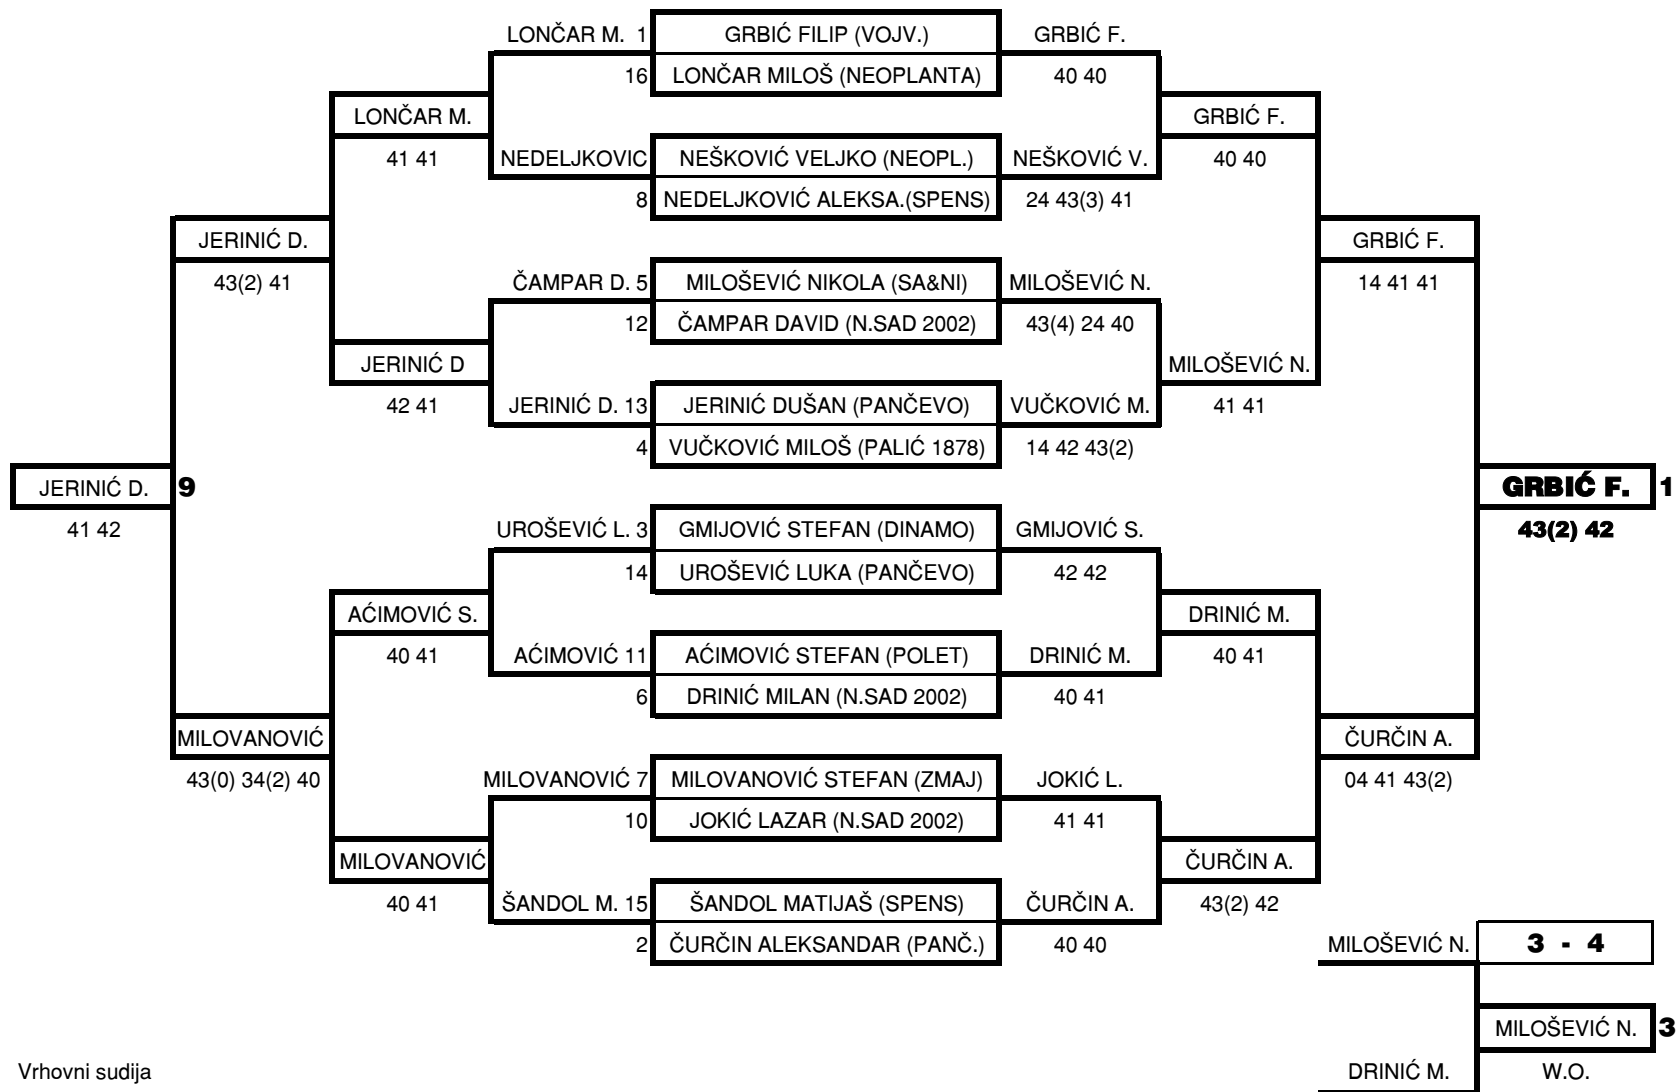 LONČAR M. 1 GRBIĆ FILIP (VOJV.) GRBIĆ F.
16 LONČAR MILOŠ (NEOPLANTA) 40 40
LONČAR M. GRBIĆ F.
41 41 NEDELJKOVIC NEŠKOVIĆ VELJKO (NEOPL.) NEŠKOVIĆ V. 40 40
8 NEDELJKOVIĆ ALEKSA.(SPENS) 24 43(3) 41
JERINIĆ D. GRBIĆ F.
43(2) 41 ČAMPAR D. 5 MILOŠEVIĆ NIKOLA (SA&NI) MILOŠEVIĆ N. 14 41 41
12 ČAMPAR DAVID (N.SAD 2002) 43(4) 24 40
JERINIĆ D MILOŠEVIĆ N.
42 41 JERINIĆ D. 13 JERINIĆ DUŠAN (PANČEVO) VUČKOVIĆ M. 41 41
4 VUČKOVIĆ MILOŠ (PALIĆ 1878) 14 42 43(2)
JERINIĆ D. 9 GRBIĆ F. 1
41 42 UROŠEVIĆ L. 3 GMIJOVIĆ STEFAN (DINAMO) GMIJOVIĆ S. 43(2) 42
14 UROŠEVIĆ LUKA (PANČEVO) 42 42
AĆIMOVIĆ S. DRINIĆ M.
40 41 AĆIMOVIĆ 11 AĆIMOVIĆ STEFAN (POLET) DRINIĆ M. 40 41
6 DRINIĆ MILAN (N.SAD 2002) 40 41
MILOVANOVIĆ ČURČIN A.
43(0) 34(2) 40 MILOVANOVIĆ 7 MILOVANOVIĆ STEFAN (ZMAJ) JOKIĆ L. 04 41 43(2)
10 JOKIĆ LAZAR (N.SAD 2002) 41 41
MILOVANOVIĆ ČURČIN A.
40 41 ŠANDOL M. 15 ŠANDOL MATIJAŠ (SPENS) ČURČIN A. 43(2) 42
2 ČURČIN ALEKSANDAR (PANČ.) 40 40 MILOŠEVIĆ N. 3 - 4
MILOŠEVIĆ N. 3
Vrhovni sudija DRINIĆ M. W.O.